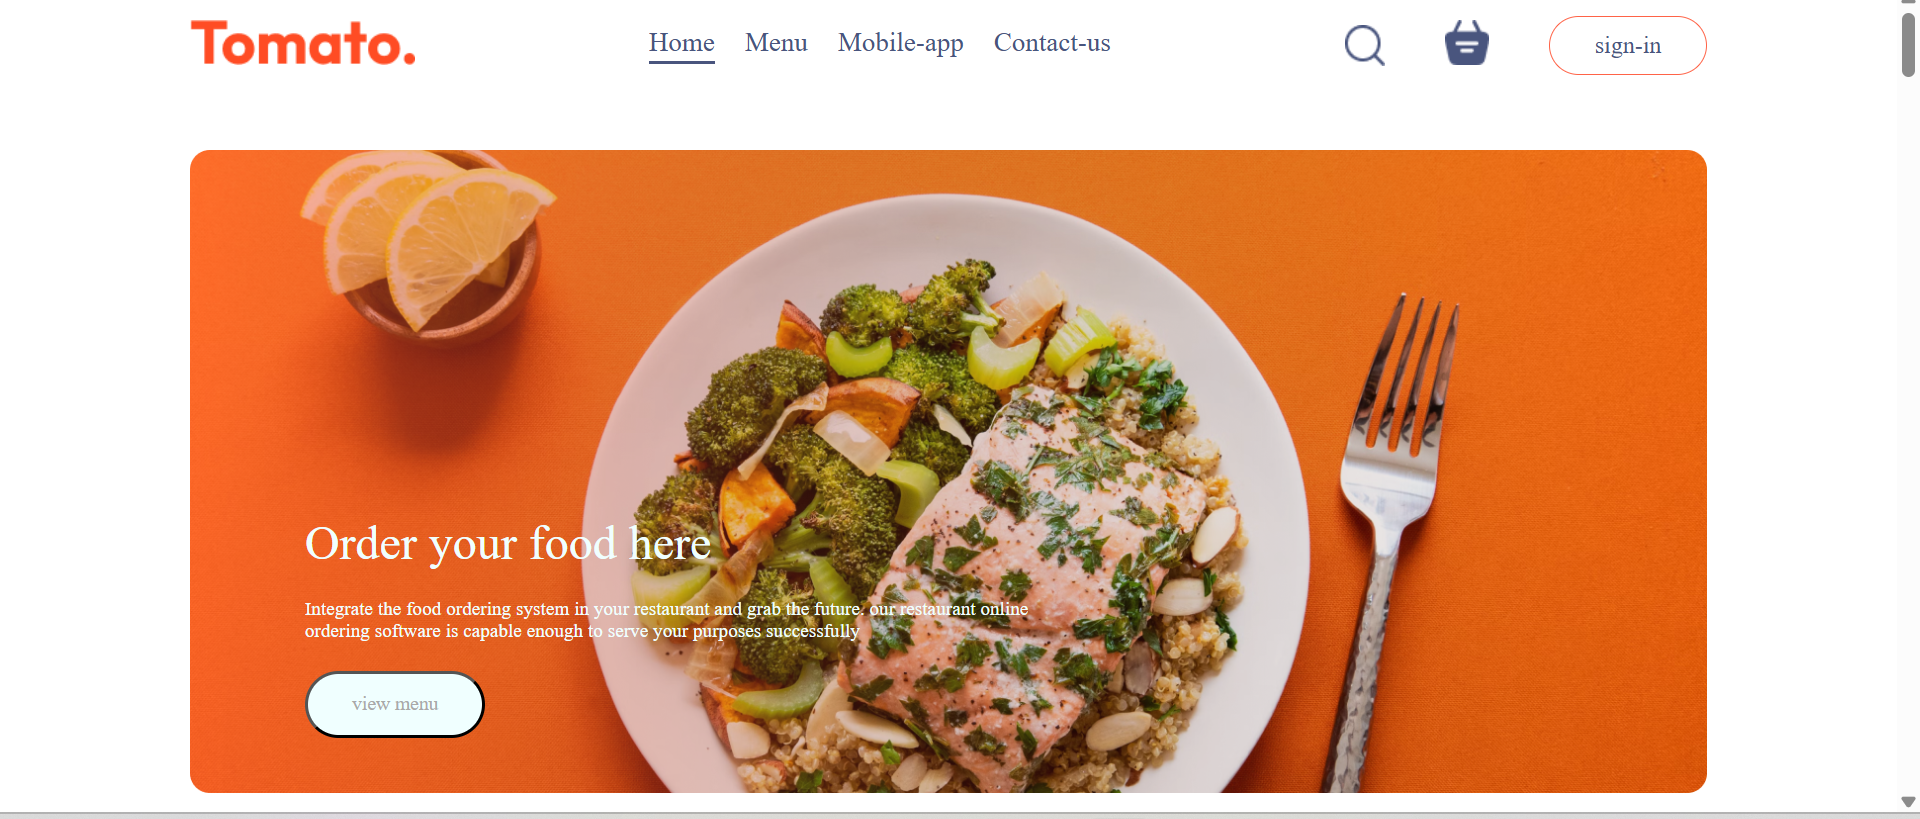 Tomato.
Home Menu Mobile-app Contact-us
sign-in
Order your food here
Integrate the food ordering system in your restaurant and grab the future. our restaurant online
ordering software is capable enough to serve your purposes successfully
view menu